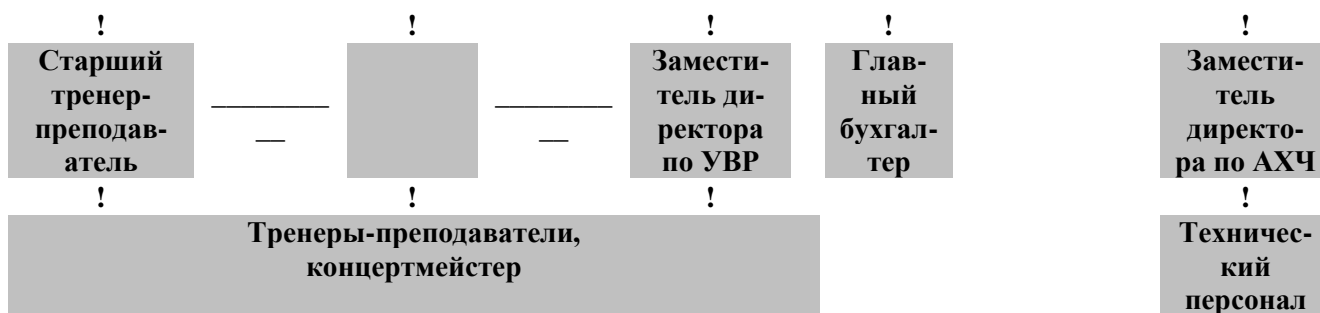 ! ! ! ! !
Старший
тренер-
преподав-
атель
________
__
________
__
Замести-
тель ди-
ректора
по УВР
Глав-
ный
бухгал-
тер
Замести-
тель
директо-
ра по АХЧ
! ! ! !
Тренеры-преподаватели,
концертмейстер
Техничес-
кий
персонал